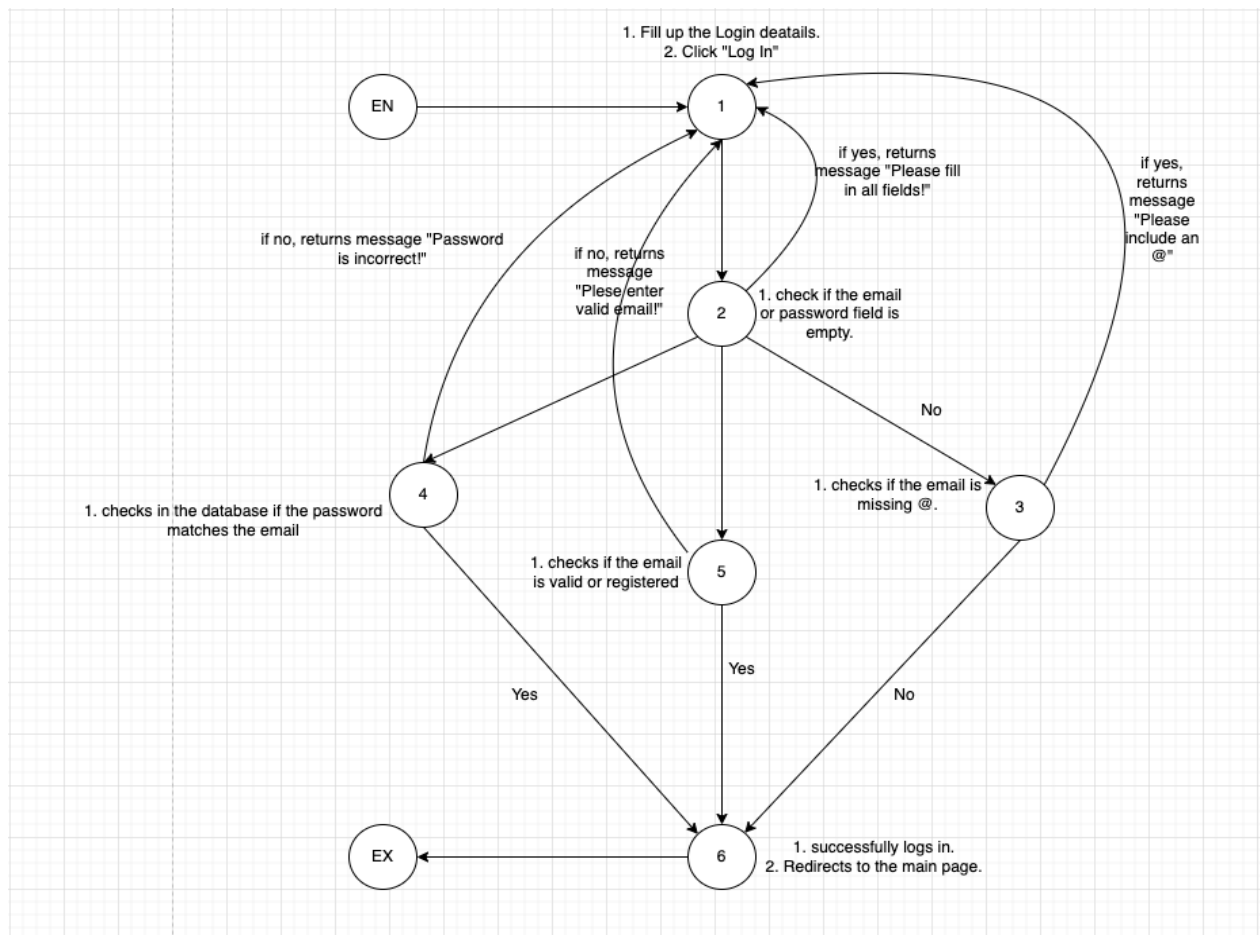 1. Fill up the Login deatails.
2. Click "Log In"
EN
1
if yes, returns
message "Please fill
in all fields!"
if yes,
returns
message
"Please
include an
@"
if no, returns message "Password
is incorrect!"
if no, returns
message
"Plese enter
valid email!"
2
1. check if the email
or password field is
empty.
No
4
1. checks in the database if the password
matches the email
1. checks if the email is
missing @.
3
1. checks if the email
is valid or registered
5
Yes
Yes
No
EX
6
1. successfully logs in.
2. Redirects to the main page.